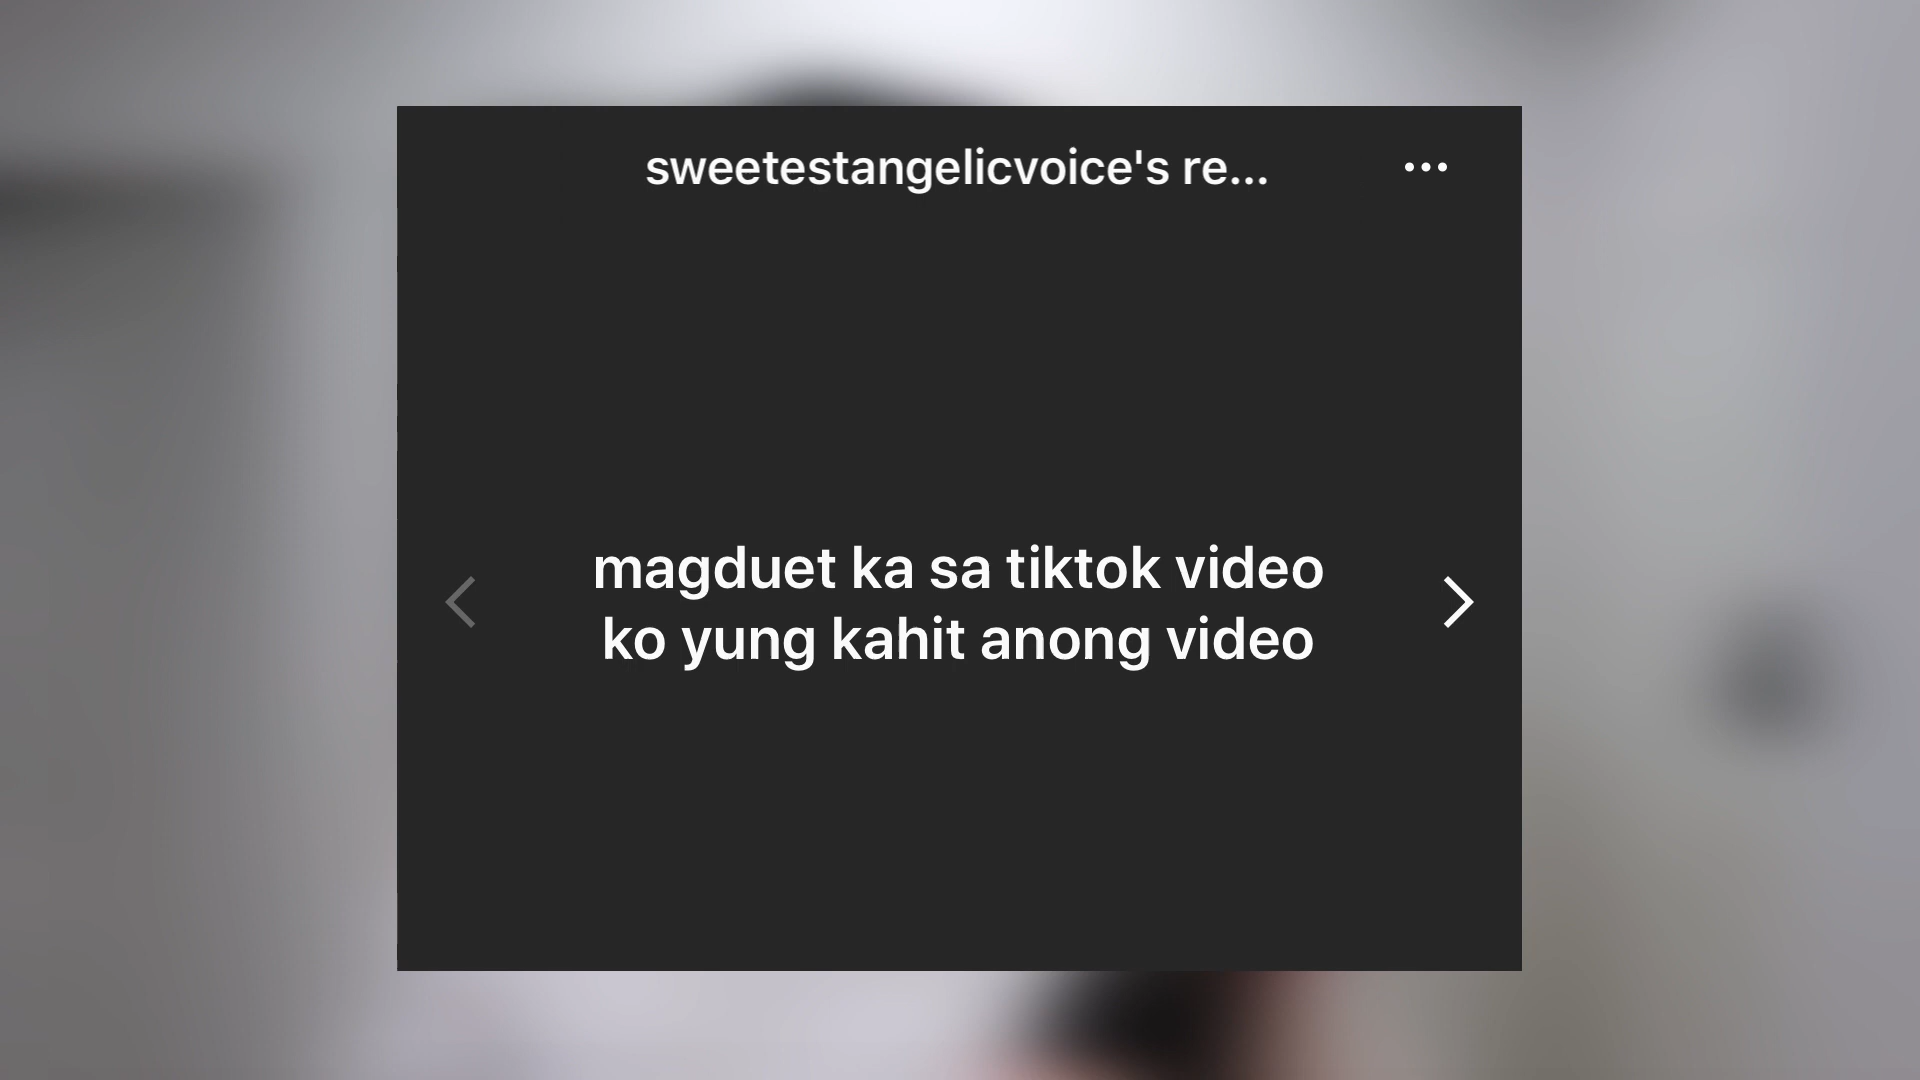 sweetestangelicvoice's re...
magduet ka sa tiktok video
ko yung kahit anong video